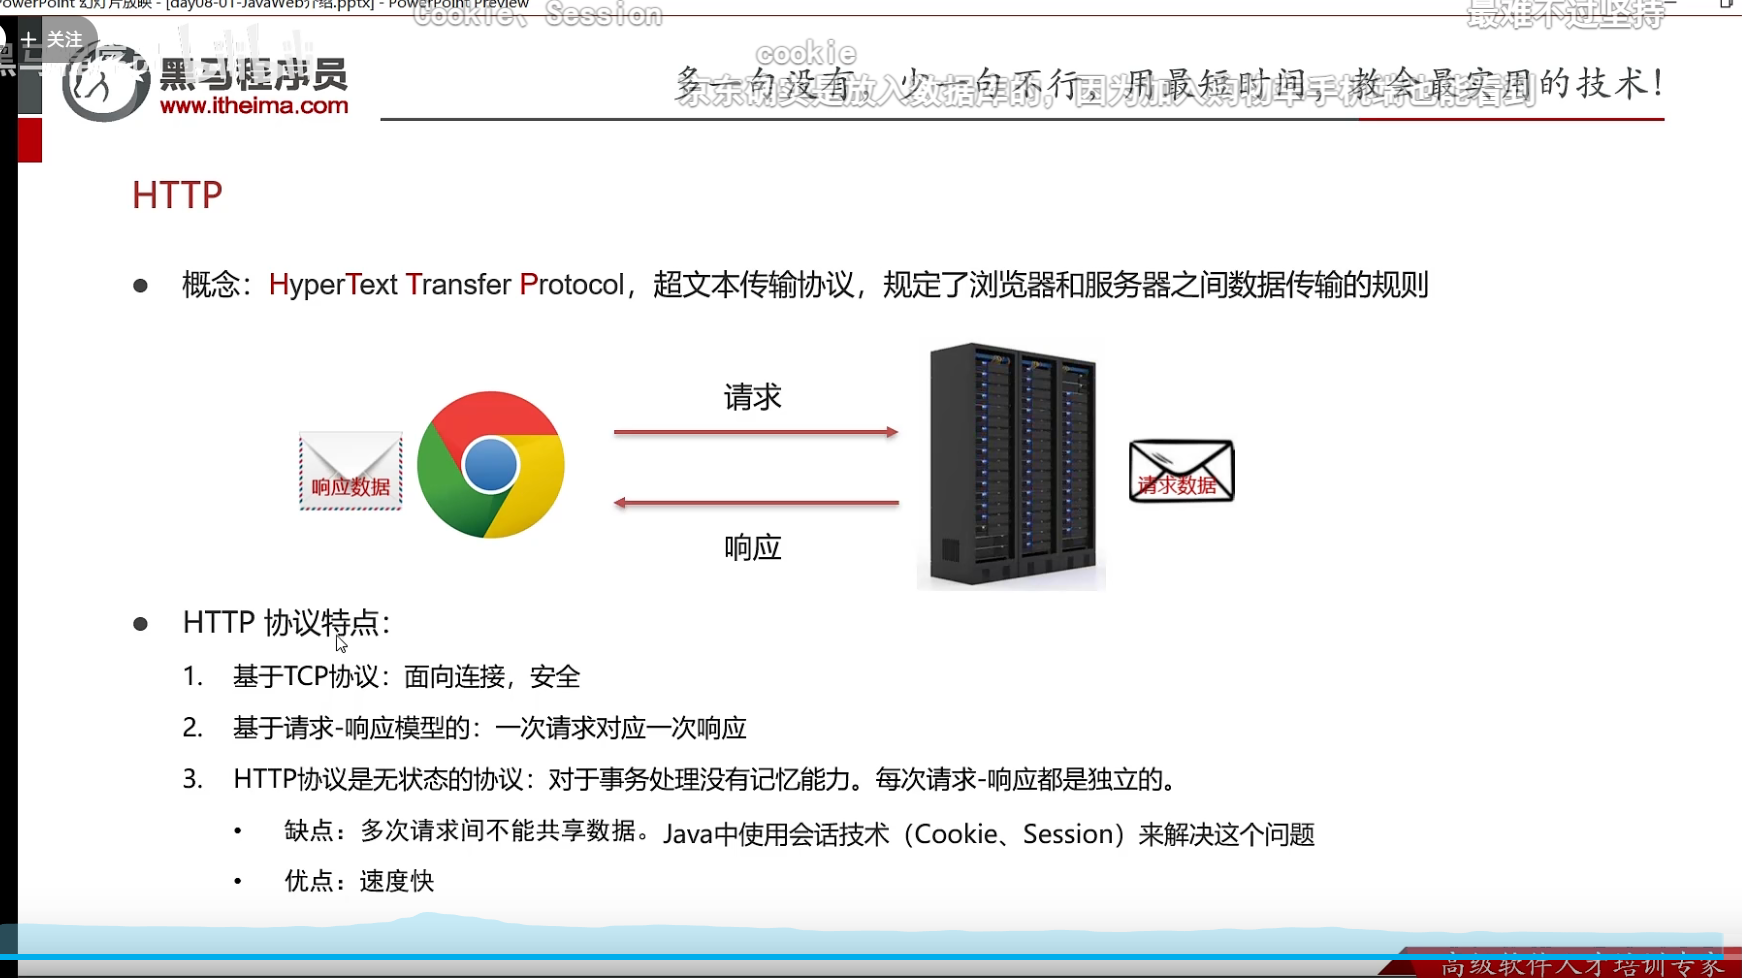 PowerPoint 幻灯片放映 - [day08-01-JavaWeb介绍.pptx] - PowerPoint Preview
Cookie、Session
最难不过坚持
+ 关注
cookie
黑马程序员
www.itheima.com
多一句没有，少一句不行，用最短时间，教会最实用的技术！
京东确实是放入数据库的，因为加入购物车手机端也能看到
HTTP
● 概念：HyperText Transfer Protocol，超文本传输协议，规定了浏览器和服务器之间数据传输的规则
请求
响应数据
请求数据
响应
● HTTP 协议特点：
1. 基于TCP协议：面向连接，安全
2. 基于请求-响应模型的：一次请求对应一次响应
3. HTTP协议是无状态的协议：对于事务处理没有记忆能力。每次请求-响应都是独立的。
• 缺点：多次请求间不能共享数据。Java中使用会话技术（Cookie、Session）来解决这个问题
• 优点：速度快
高级软件人才培训专家